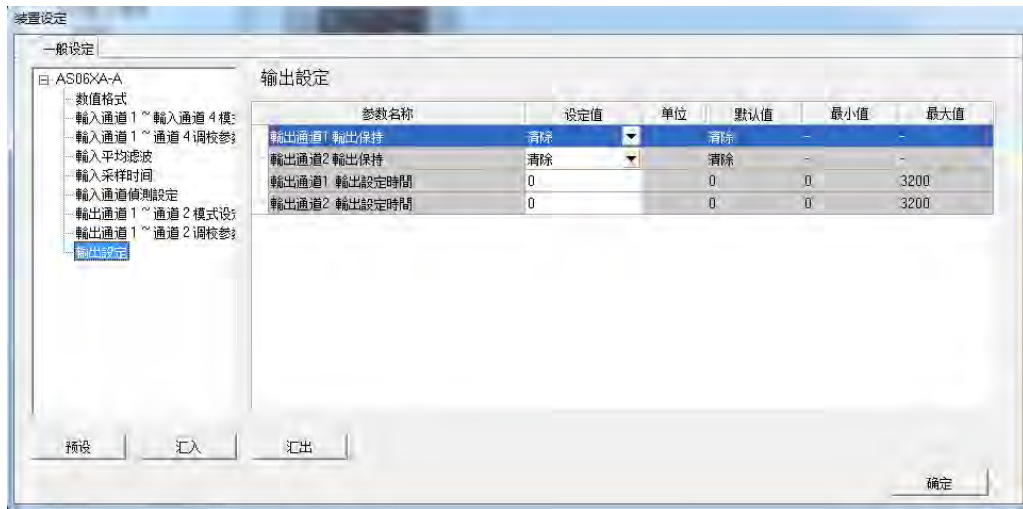 装置设定
一般设定
AS06XA-A
数值格式
輸入通道 1 ~ 輸入通道 4 模
輸入通道 1 ~ 通道 4 调校参
輸入平均滤波
輸入采样时间
輸入通道偵測設定
輸出通道 1 ~ 通道 2 模式设
輸出通道 1 ~ 通道 2 调校参
輸出設定
输出設定
参数名称 设定值 单位 默认值 最小值 最大值
輸出通道1 輸出保持 清除 清除 - -
輸出通道2 輸出保持 清除 清除 - -
輸出通道1 輸出設定時間 0 0 0 3200
輸出通道2 輸出設定時間 0 0 0 3200
预设 汇入 汇出
确定